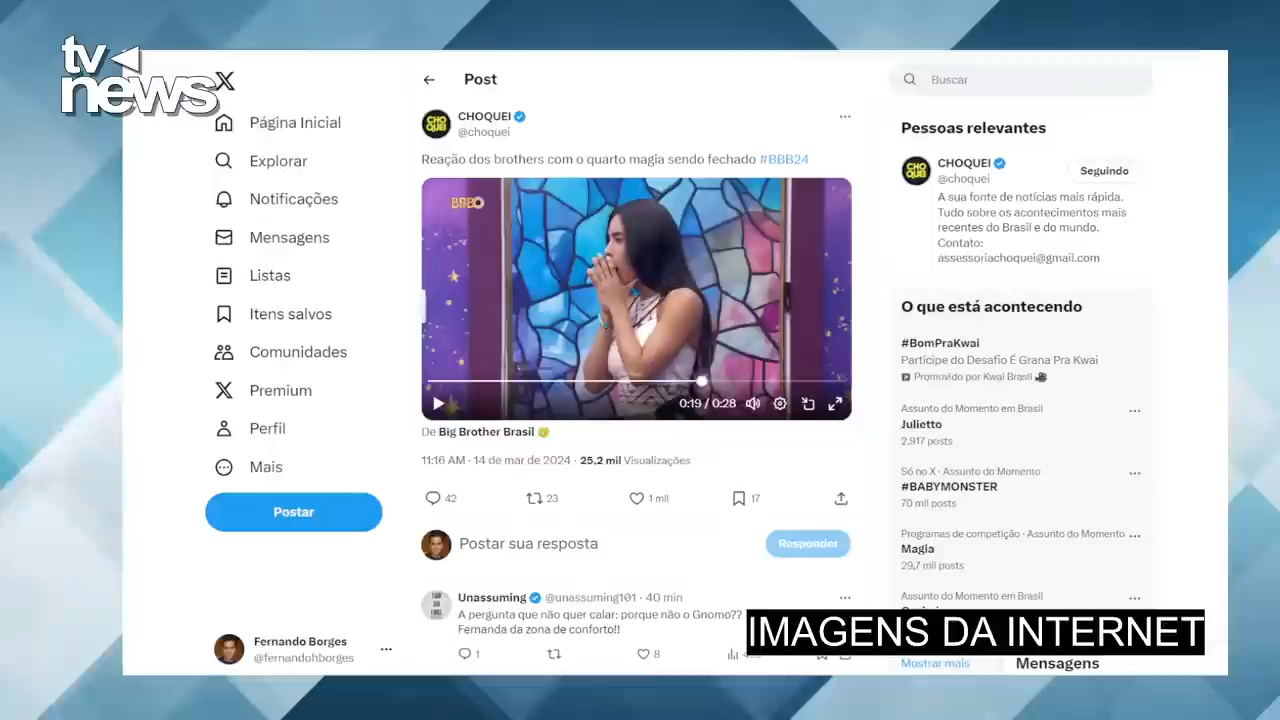 tv
news
Página Inicial
Explorar
Notificações
Mensagens
Listas
Itens salvos
Comunidades
Premium
Perfil
Mais
Postar
Fernando Borges
@fernandohborges
Post
CHOQUEI
@choquei
Reação dos brothers com o quarto magia sendo fechado #BBB24
BBB
0:19 / 0:28
De Big Brother Brasil
11:16 AM · 14 de mar de 2024 · 25,2 mil Visualizações
42
23
1 mil
17
Postar sua resposta
Responder
Unassuming @unassuming101 · 40 min
A pergunta que não quer calar: porque não o Gnomo??
Fernanda da zona de conforto!!
1
8
Buscar
Pessoas relevantes
CHOQUEI
@choquei
Seguindo
A sua fonte de notícias mais rápida.
Tudo sobre os acontecimentos mais
recentes do Brasil e do mundo.
Contato:
assessoriachoquei@gmail.com
O que está acontecendo
#BomPraKwai
Participe do Desafio É Grana Pra Kwai
Promovido por Kwai Brasil
Assunto do Momento em Brasil
Julietto
2.917 posts
Só no X · Assunto do Momento
#BABYMONSTER
70 mil posts
Programas de competição · Assunto do Momento
Magia
29,7 mil posts
Assunto do Momento em Brasil
IMAGENS DA INTERNET
Mostrar mais
Mensagens